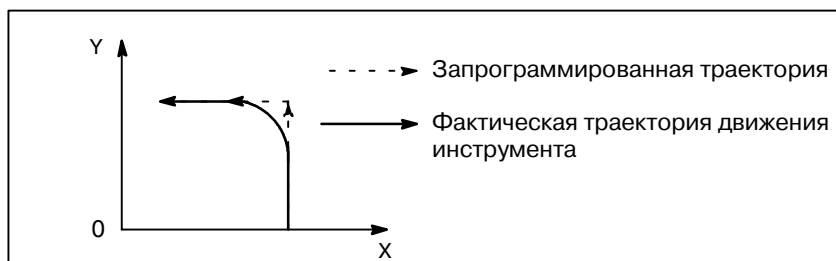 Y
Запрограммированная траектория
Фактическая траектория движения
инструмента
0
X